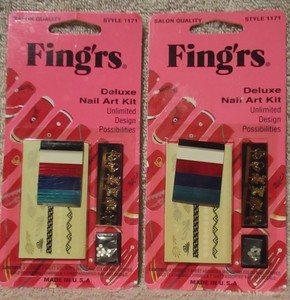 SALON QUALITY STYLE 1171
Fing'rs®
Deluxe
Nail Art Kit
Unlimited
Design
Possibilities
MADE IN U.S.A.
SALON QUALITY STYLE 1171
Fing'rs®
Deluxe
Nail Art Kit
Unlimited
Design
Possibilities
MADE IN U.S.A.